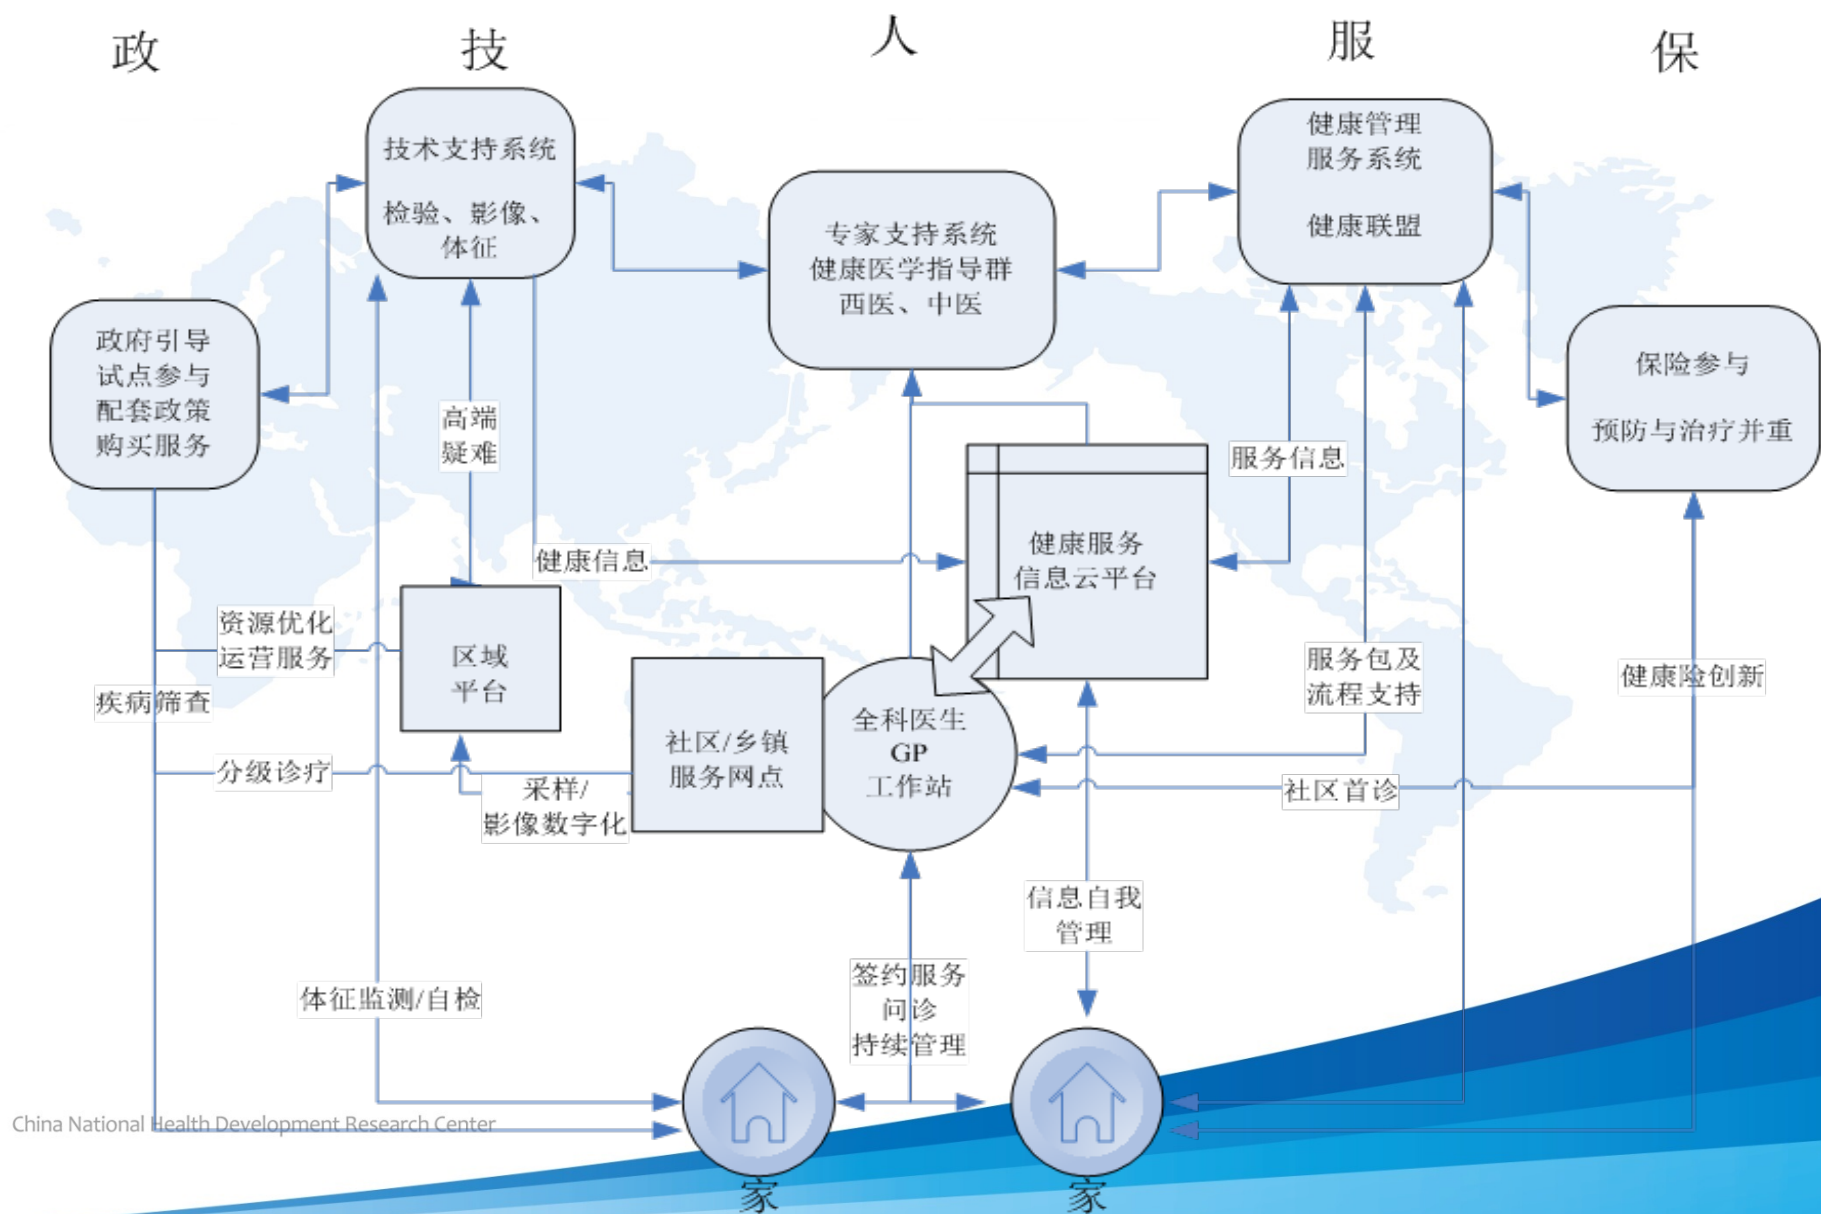 政
技
人
服
保
技术支持系统
检验、影像、
体征
专家支持系统
健康医学指导群
西医、中医
健康管理
服务系统
健康联盟
政府引导
试点参与
配套政策
购买服务
保险参与
预防与治疗并重
高端
疑难
服务信息
健康信息
健康服务
信息云平台
资源优化
运营服务
疾病筛查
区域
平台
社区/乡镇
服务网点
全科医生
GP
工作站
服务包及
流程支持
健康险创新
分级诊疗
采样/
影像数字化
社区首诊
信息自我
管理
签约服务
问诊
持续管理
体征监测/自检
China National Health Development Research Center
家
家